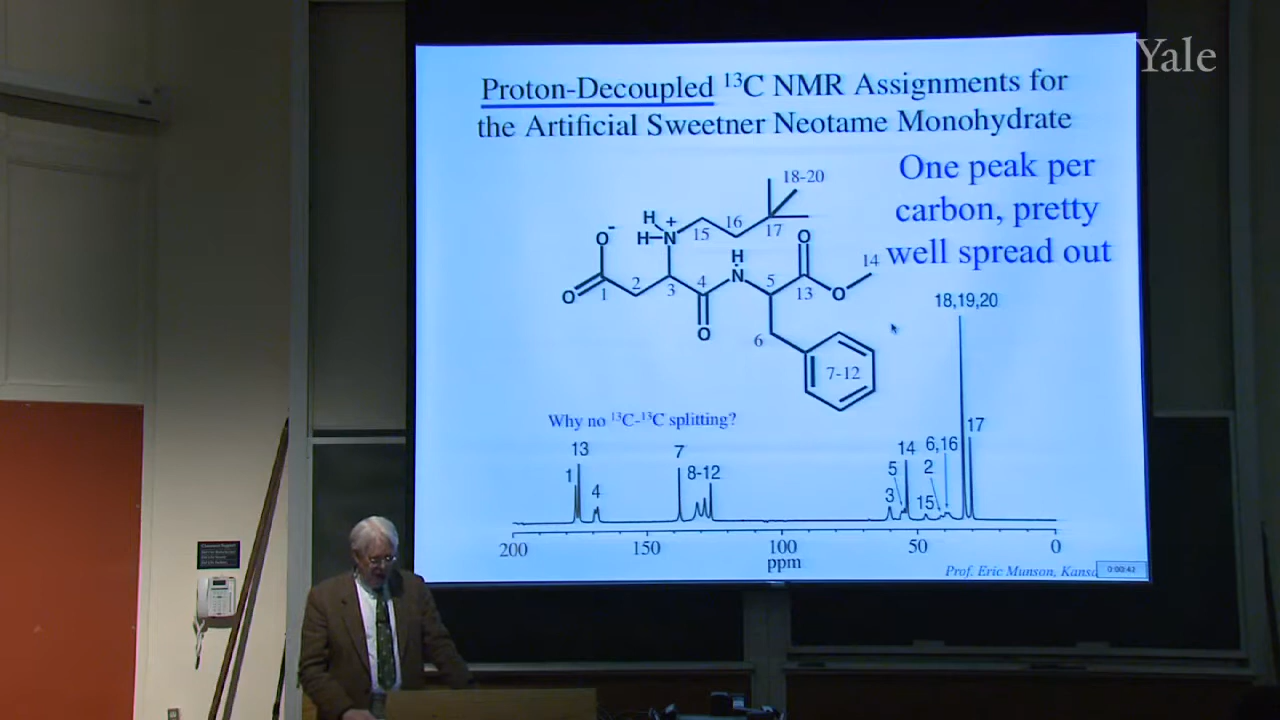 Yale
Proton-Decoupled ¹³C NMR Assignments for
the Artificial Sweetner Neotame Monohydrate
One peak per
carbon, pretty
well spread out
18-20
H
+
H
N
15
16
17
O
-
O
14
H
N
1
2
3
4
5
13
O
O
O
6
7-12
18,19,20
Why no ¹³C-¹³C splitting?
13
7
14
6,16
17
1
8-12
5
2
4
3
15
200
150
100
50
0
ppm
Prof. Eric Munson,
0:00:42